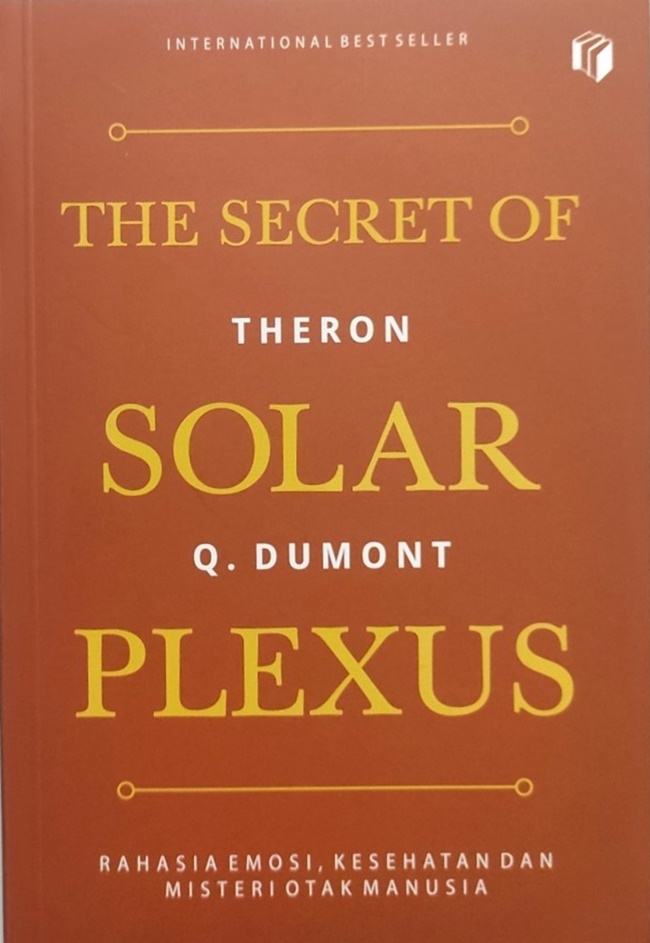 INTERNATIONAL BEST SELLER
THE SECRET OF
THERON
SOLAR
Q. DUMONT
PLEXUS
RAHASIA EMOSI, KESEHATAN DAN
MISTERI OTAK MANUSIA